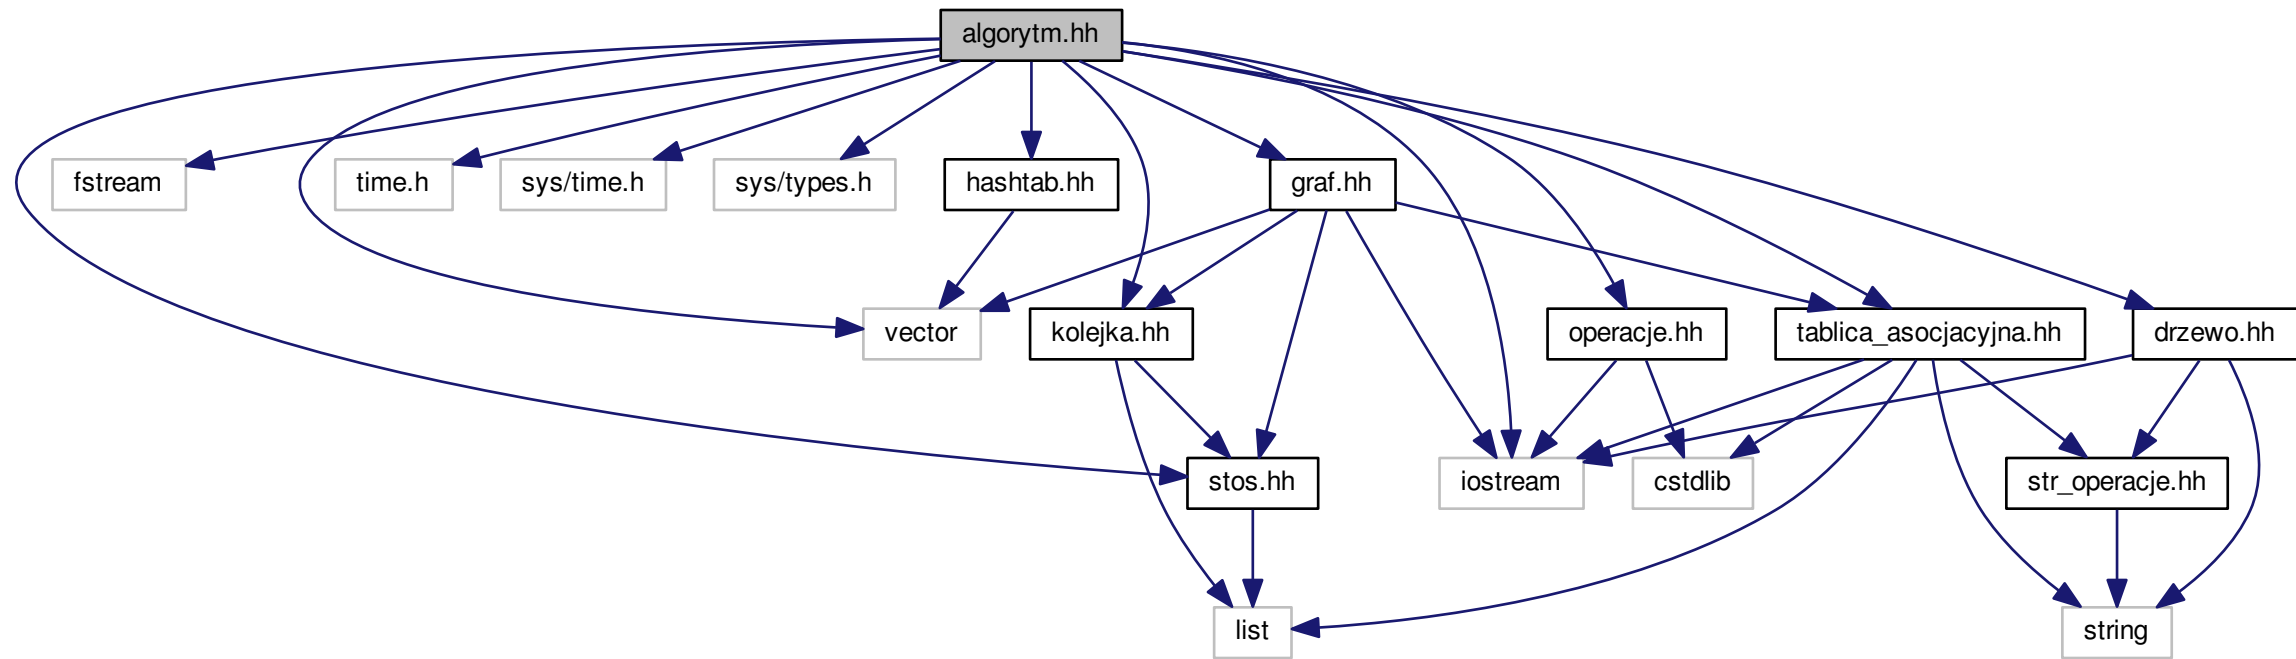 algorytm.hh
fstream
time.h
sys/time.h
sys/types.h
hashtab.hh
graf.hh
vector
kolejka.hh
operacje.hh
tablica_asocjacyjna.hh
drzewo.hh
stos.hh
iostream
cstdlib
str_operacje.hh
list
string